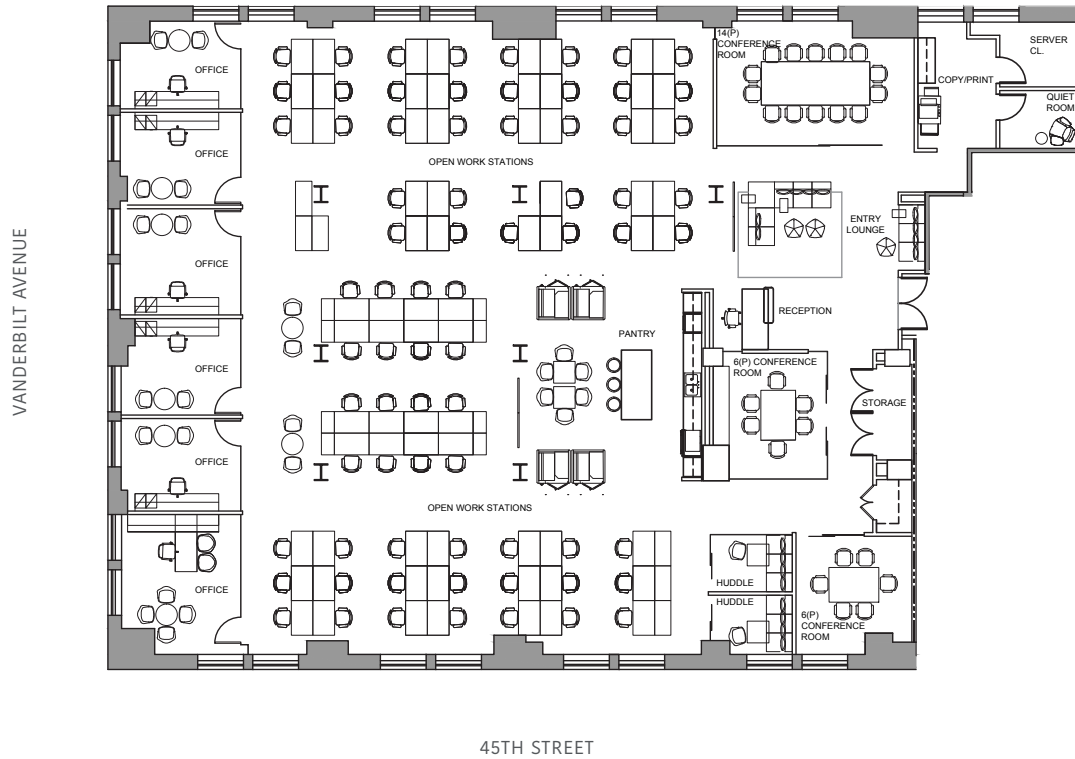 14(P)
CONFERENCE
ROOM
SERVER
CL.
OFFICE
COPY/PRINT
QUIET
ROOM
OFFICE
OPEN WORK STATIONS
ENTRY
LOUNGE
VANDERBILT AVENUE
OFFICE
RECEPTION
PANTRY
6(P) CONFERENCE
ROOM
OFFICE
STORAGE
OFFICE
OPEN WORK STATIONS
HUDDLE
OFFICE
HUDDLE
6(P)
CONFERENCE
ROOM
45TH STREET